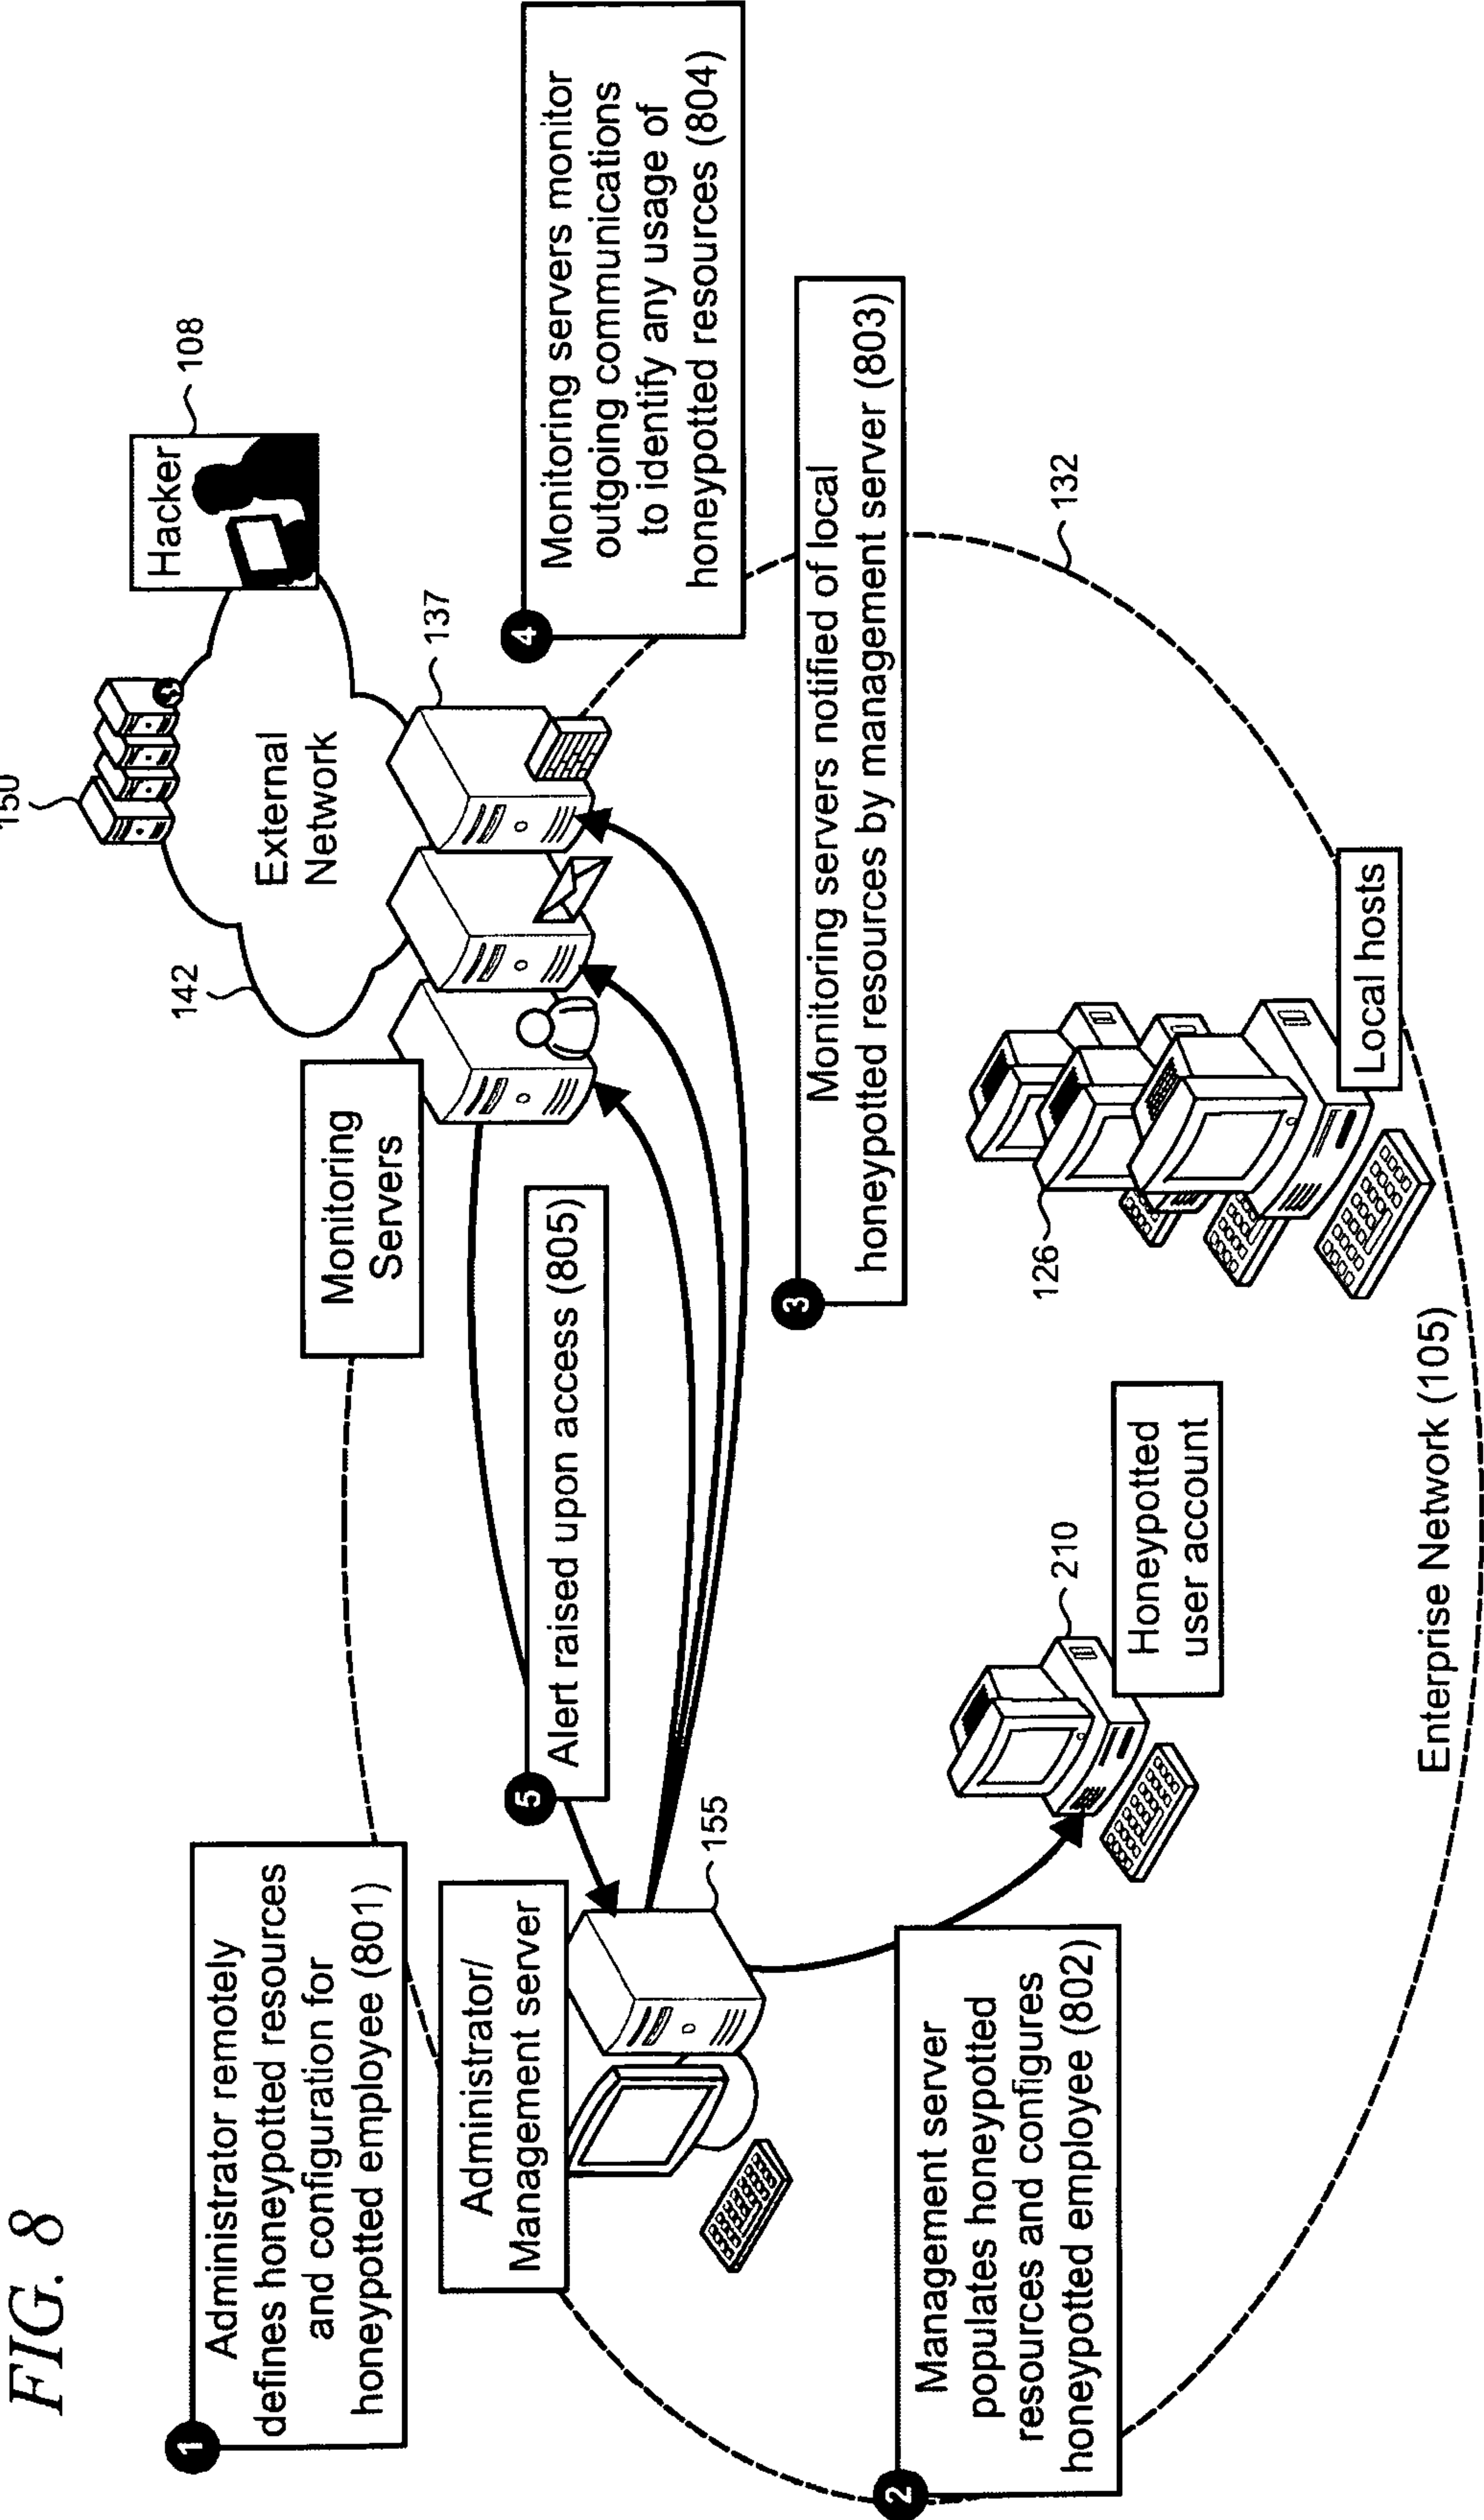 FIG. 8
1
Administrator remotely
defines honeypotted resources
and configuration for
honeypotted employee (801)
Administrator/
Management server
155
2
Management server
populates honeypotted
resources and configures
honeypotted employee (802)
5
Alert raised upon access (805)
Monitoring
Servers
142
150
External
Network
Hacker
108
137
4
Monitoring servers monitor
outgoing communications
to identify any usage of
honeypotted resources (804)
3
Monitoring servers notified of local
honeypotted resources by management server (803)
132
210
Honeypotted
user account
126
Local hosts
Enterprise Network (105)